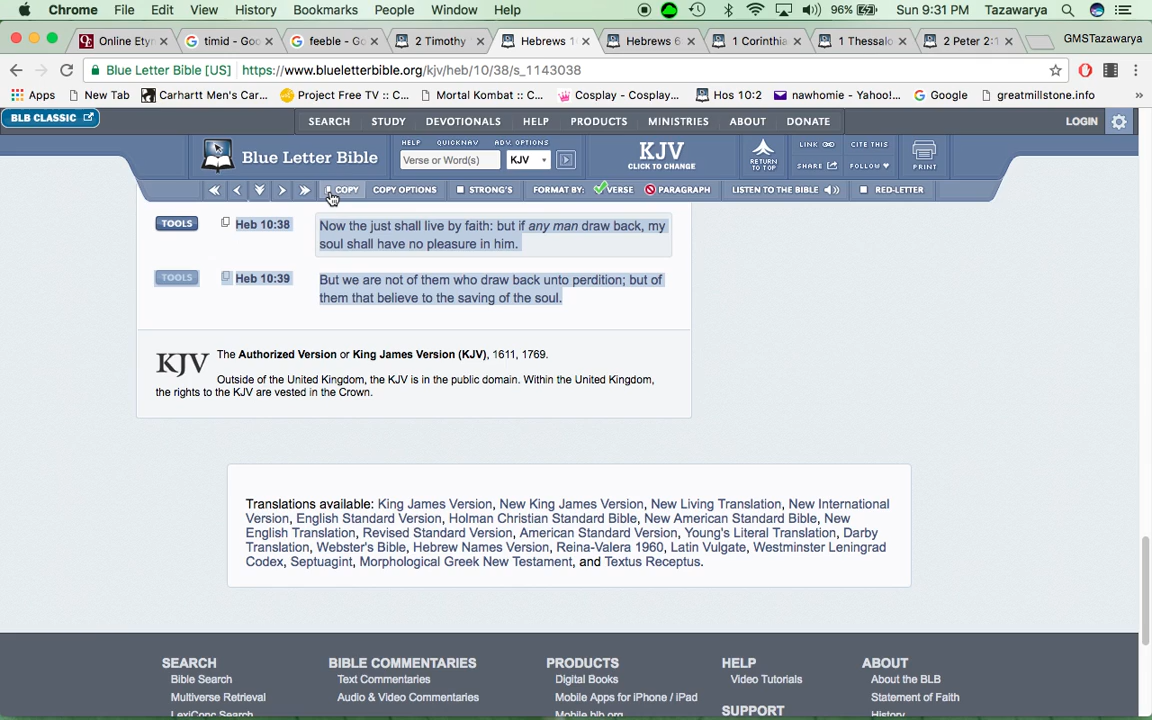 Chrome File Edit View History Bookmarks People Window Help 96% Sun 9:31 PM Tazawarya
Online Ety 	timid - Goo feeble - Go 2 Timothy Hebrews 1 Hebrews 6 1 Corinthia 1 Thessalo 2 Peter 2:1 GMSTazawarya
Blue Letter Bible [US] https://www.blueletterbible.org/kjv/heb/10/38/s_1143038
Apps New Tab Carhartt Men's Car... Project Free TV :: C... Mortal Kombat :: C... Cosplay - Cosplay... Hos 10:2 nawhomie - Yahoo!... Google greatmillstone.info »
BLB CLASSIC SEARCH STUDY DEVOTIONALS HELP PRODUCTS MINISTRIES ABOUT DONATE LOGIN
HELP QUICKNAV ADV. OPTIONS
Blue Letter Bible Verse or Word(s) KJV
KJV
CLICK TO CHANGE
RETURN TO TOP
LINK CITE THIS
SHARE FOLLOW
PRINT
COPY COPY OPTIONS STRONG'S FORMAT BY: VERSE PARAGRAPH LISTEN TO THE BIBLE RED-LETTER
TOOLS Heb 10:38 Now the just shall live by faith: but if any man draw back, my
soul shall have no pleasure in him.
TOOLS Heb 10:39 But we are not of them who draw back unto perdition; but of
them that believe to the saving of the soul.
KJV The Authorized Version or King James Version (KJV), 1611, 1769.
Outside of the United Kingdom, the KJV is in the public domain. Within the United Kingdom,
the rights to the KJV are vested in the Crown.
Translations available: King James Version, New King James Version, New Living Translation, New International
Version, English Standard Version, Holman Christian Standard Bible, New American Standard Bible, New
English Translation, Revised Standard Version, American Standard Version, Young's Literal Translation, Darby
Translation, Webster's Bible, Hebrew Names Version, Reina-Valera 1960, Latin Vulgate, Westminster Leningrad
Codex, Septuagint, Morphological Greek New Testament, and Textus Receptus.
SEARCH BIBLE COMMENTARIES PRODUCTS HELP ABOUT
Bible Search Text Commentaries Digital Books Video Tutorials About the BLB
Multiverse Retrieval Audio & Video Commentaries Mobile Apps for iPhone / iPad Statement of Faith
LexiConc Search Mobile blb.org SUPPORT History